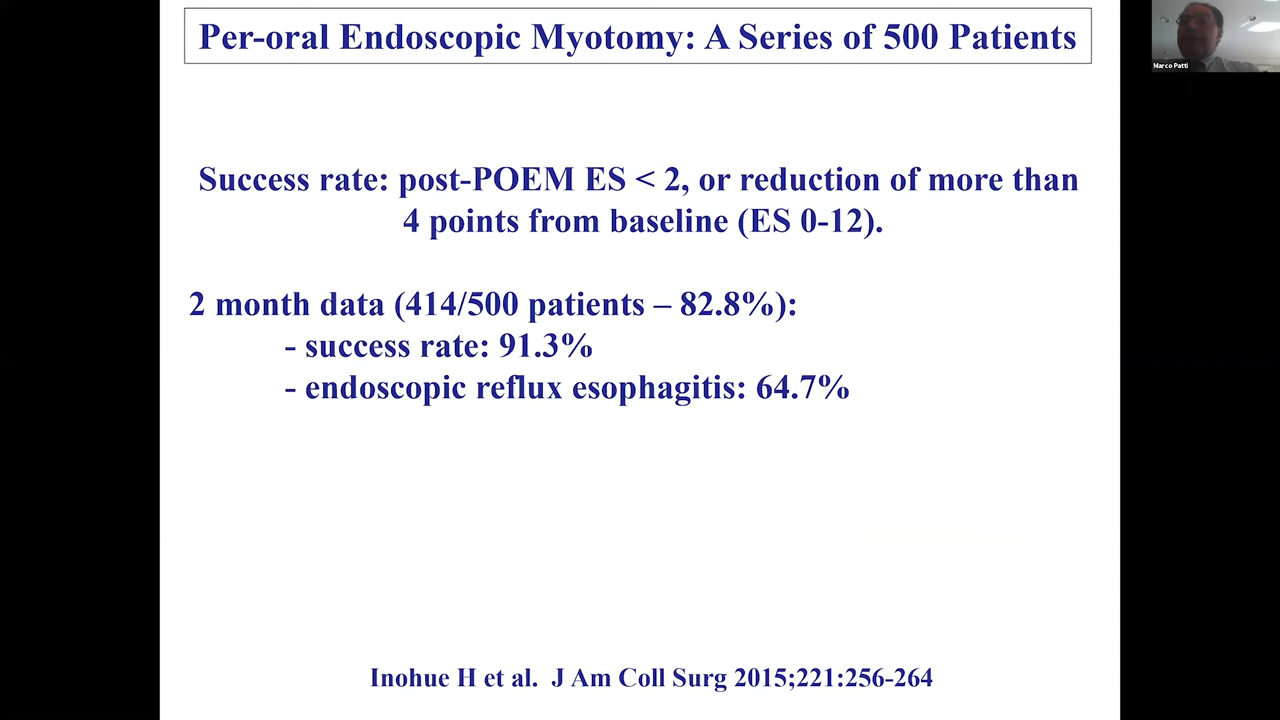 Per-oral Endoscopic Myotomy: A Series of 500 Patients
Marco Patti
Success rate: post-POEM ES < 2, or reduction of more than
4 points from baseline (ES 0-12).
2 month data (414/500 patients – 82.8%):
- success rate: 91.3%
- endoscopic reflux esophagitis: 64.7%
Inohue H et al.  J Am Coll Surg 2015;221:256-264